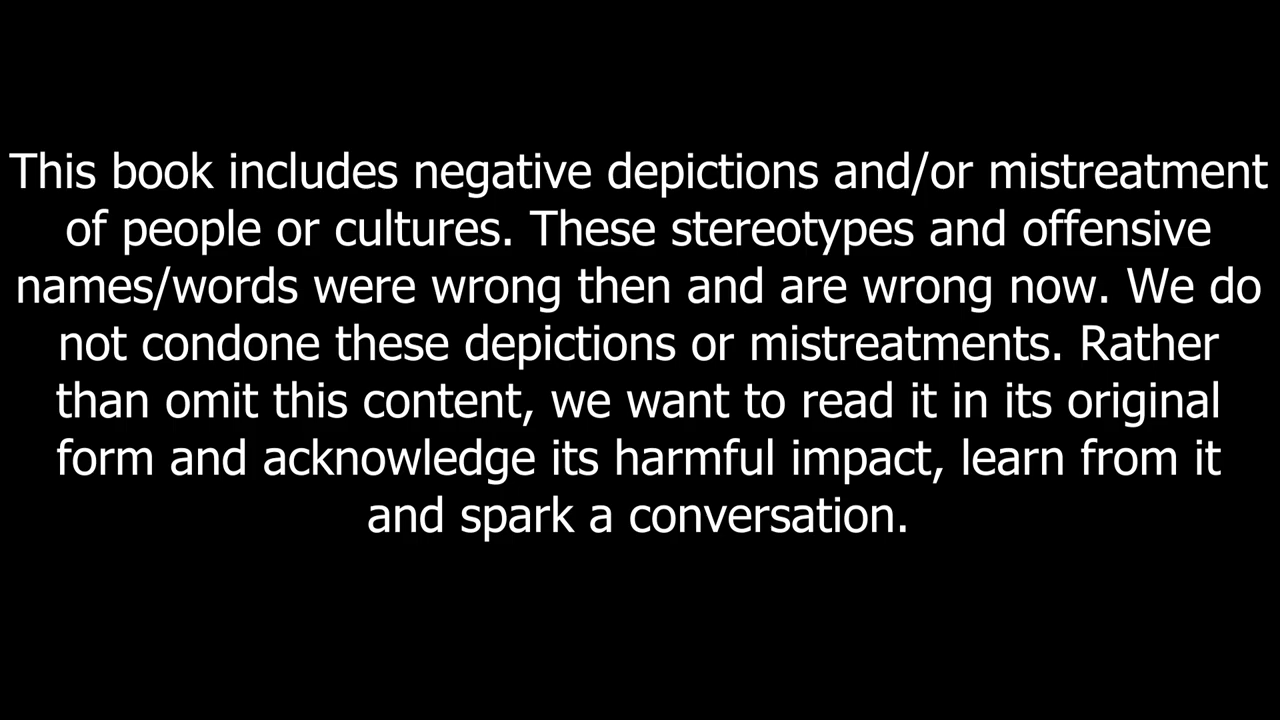 This book includes negative depictions and/or mistreatment
of people or cultures. These stereotypes and offensive
names/words were wrong then and are wrong now. We do
not condone these depictions or mistreatments. Rather
than omit this content, we want to read it in its original
form and acknowledge its harmful impact, learn from it
and spark a conversation.